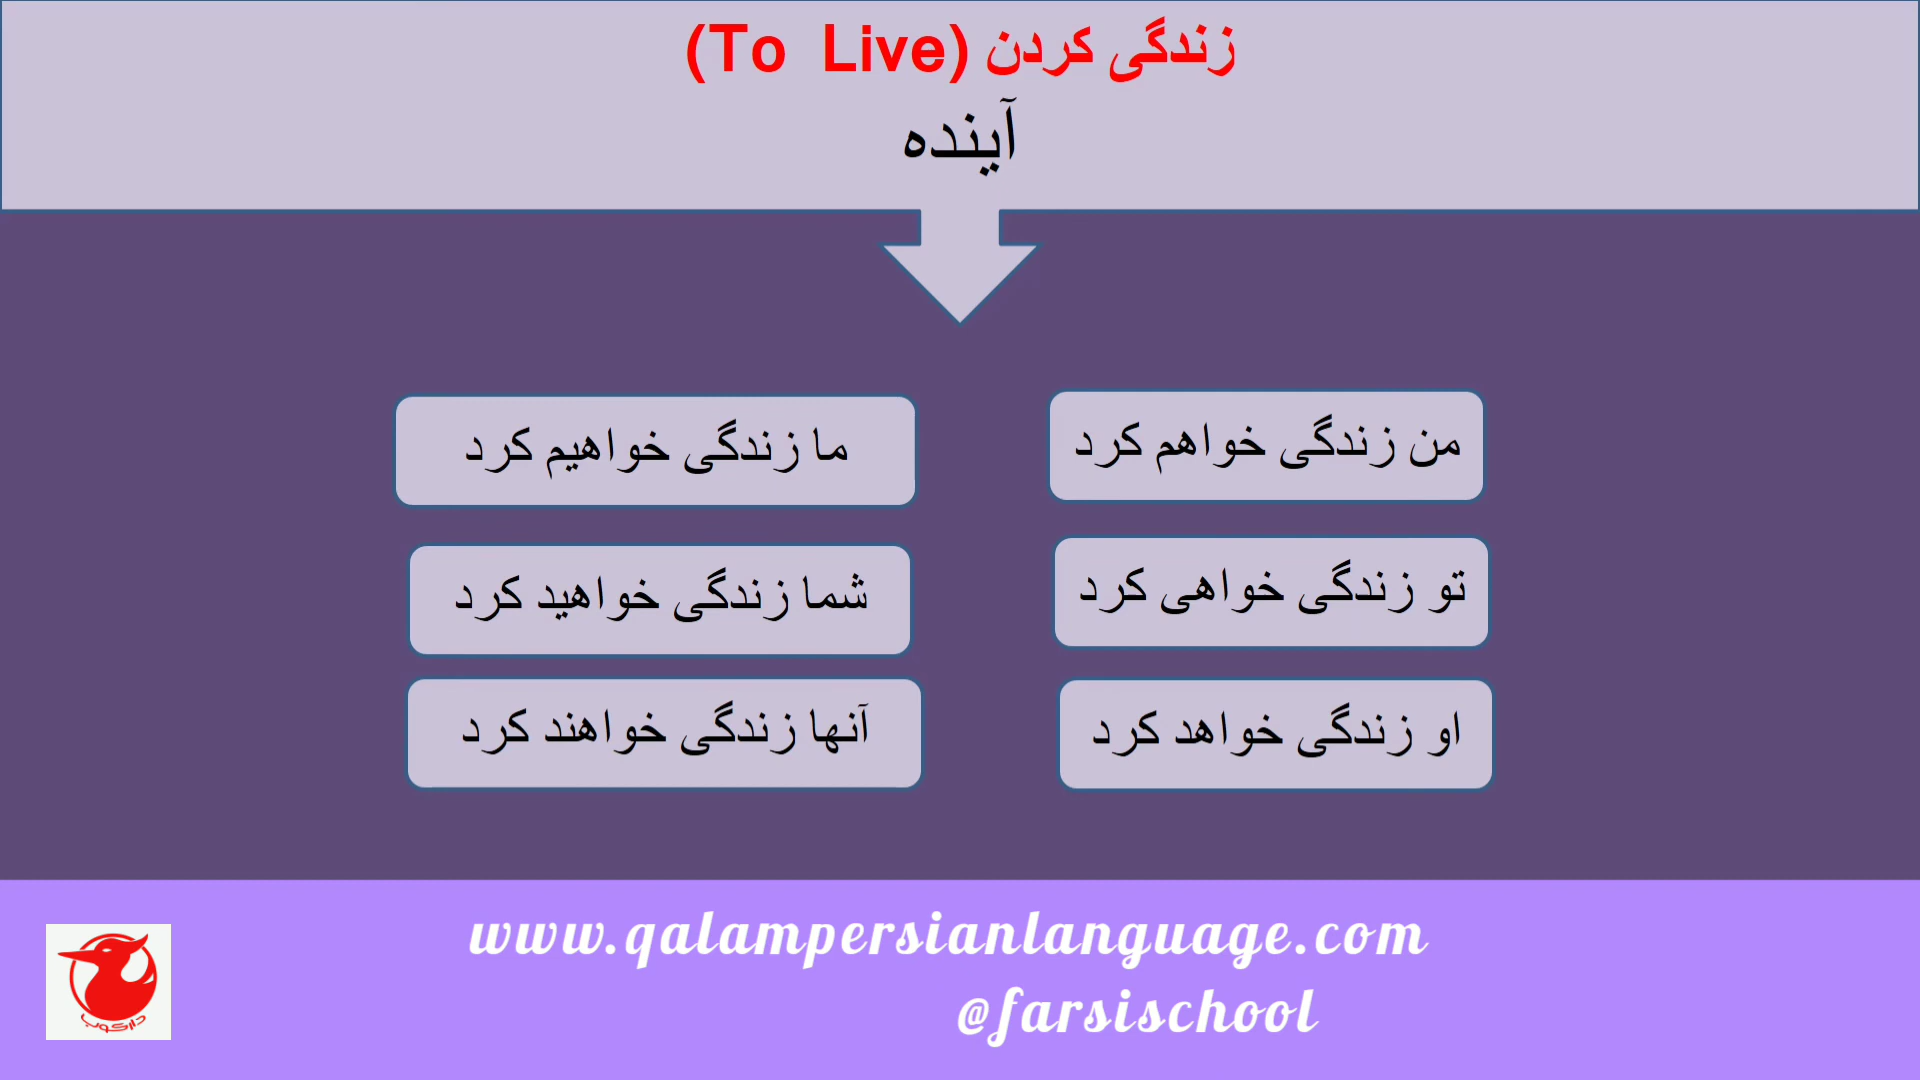 زندگی کردن (To Live)
آینده
من زندگی خواهم کرد
تو زندگی خواهی کرد
او زندگی خواهد کرد
ما زندگی خواهیم کرد
شما زندگی خواهید کرد
آنها زندگی خواهند کرد
www.qalampersianlanguage.com
@farsischool
دارکوب